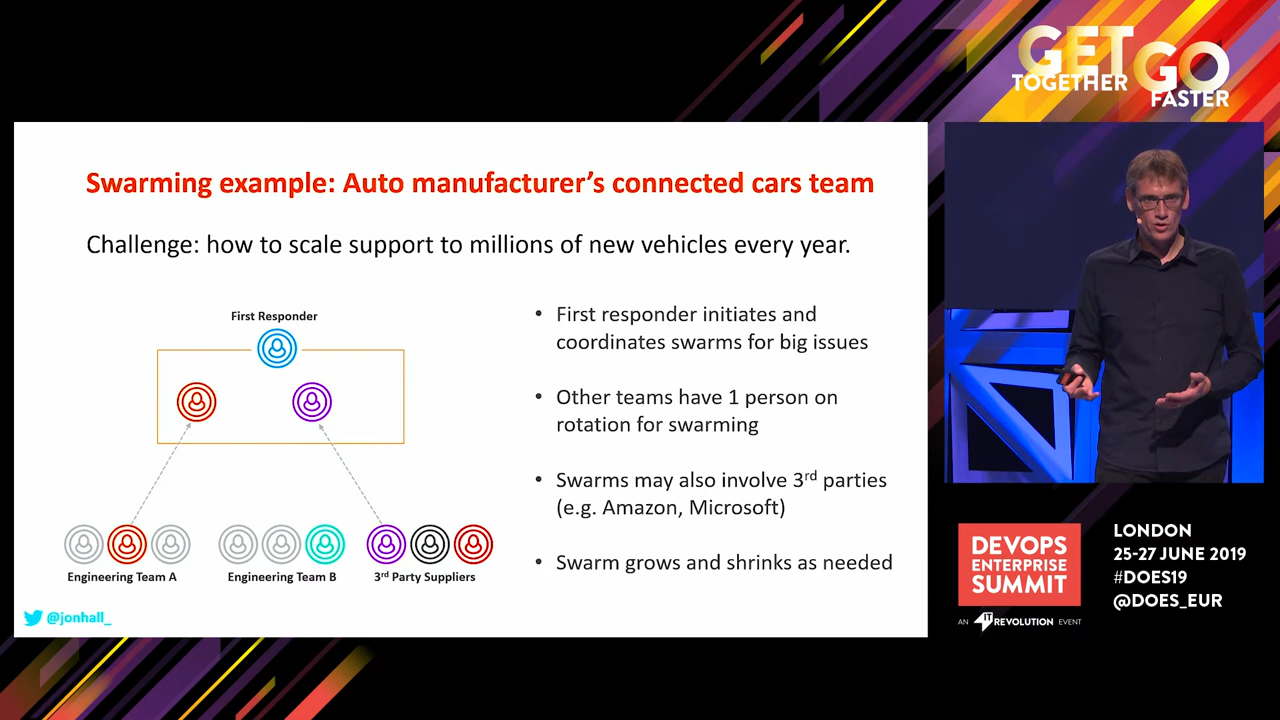 GET
TOGETHER
GO
FASTER
Swarming example: Auto manufacturer's connected cars team
Challenge: how to scale support to millions of new vehicles every year.
First Responder
Engineering Team A
Engineering Team B
3rd Party Suppliers
• First responder initiates and
coordinates swarms for big issues
• Other teams have 1 person on
rotation for swarming
• Swarms may also involve 3rd parties
(e.g. Amazon, Microsoft)
• Swarm grows and shrinks as needed
@jonhall_
DEVOPS
ENTERPRISE
SUMMIT
AN IT REVOLUTION EVENT
LONDON
25-27 JUNE 2019
#DOES19
@DOES_EUR